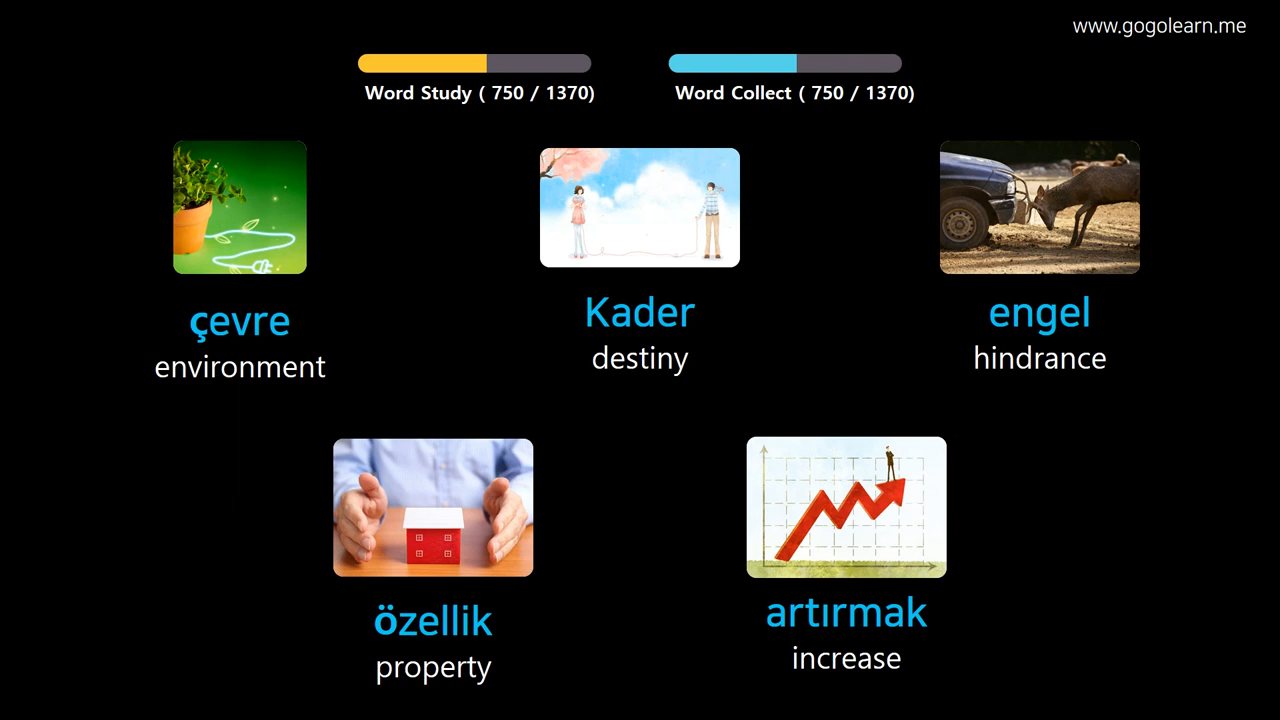 www.gogolearn.me
Word Study ( 750 / 1370)
Word Collect ( 750 / 1370)
çevre
environment
Kader
destiny
engel
hindrance
özellik
property
artırmak
increase